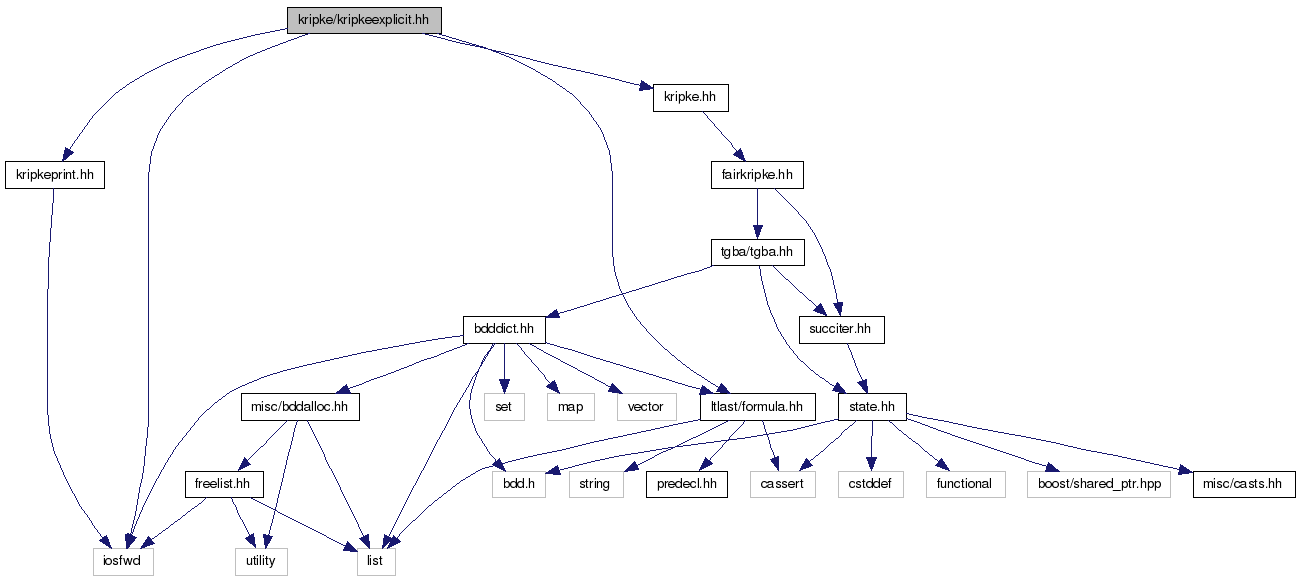 kripke/kripkeexplicit.hh
kripke.hh
kripkeprint.hh
fairkripke.hh
tgba/tgba.hh
bdddict.hh
succiter.hh
misc/bddalloc.hh
set
map
vector
ltlast/formula.hh
state.hh
freelist.hh
bdd.h
string
predecl.hh
cassert
cstddef
functional
boost/shared_ptr.hpp
misc/casts.hh
iosfwd
utility
list